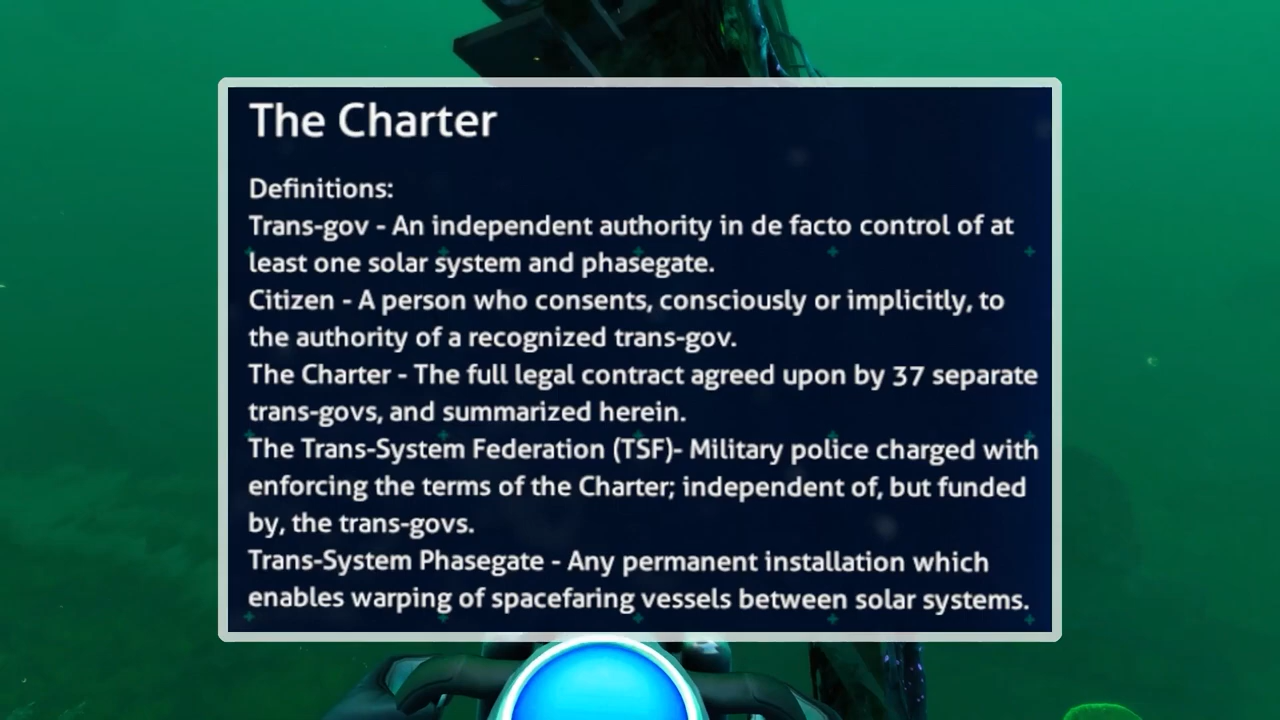 The Charter
Definitions:
Trans-gov - An independent authority in de facto control of at
least one solar system and phasegate.
Citizen - A person who consents, consciously or implicitly, to
the authority of a recognized trans-gov.
The Charter - The full legal contract agreed upon by 37 separate
trans-govs, and summarized herein.
The Trans-System Federation (TSF)- Military police charged with
enforcing the terms of the Charter; independent of, but funded
by, the trans-govs.
Trans-System Phasegate - Any permanent installation which
enables warping of spacefaring vessels between solar systems.